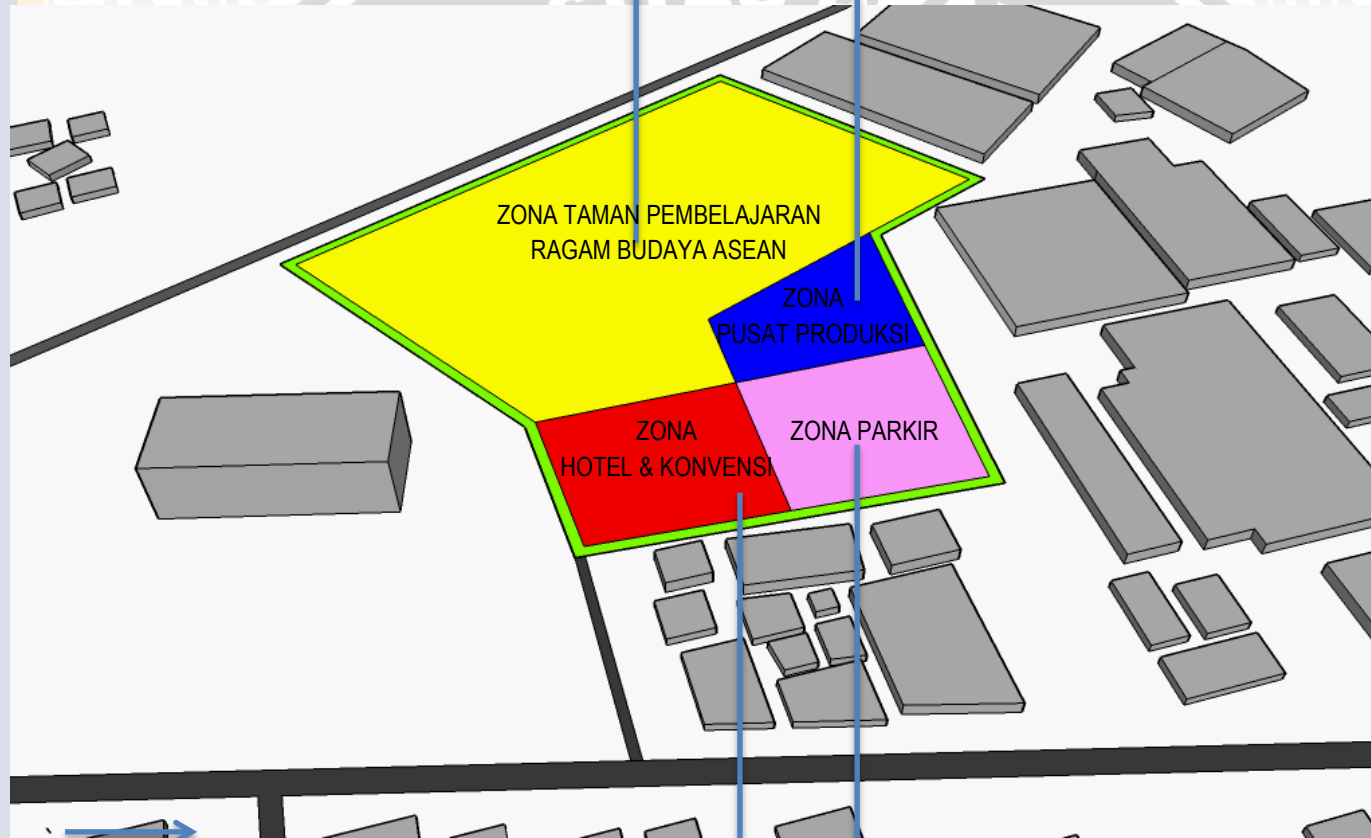 ZONA TAMAN PEMBELAJARAN
RAGAM BUDAYA ASEAN
ZONA
PUSAT PRODUKSI
ZONA
HOTEL & KONVENSI
ZONA PARKIR